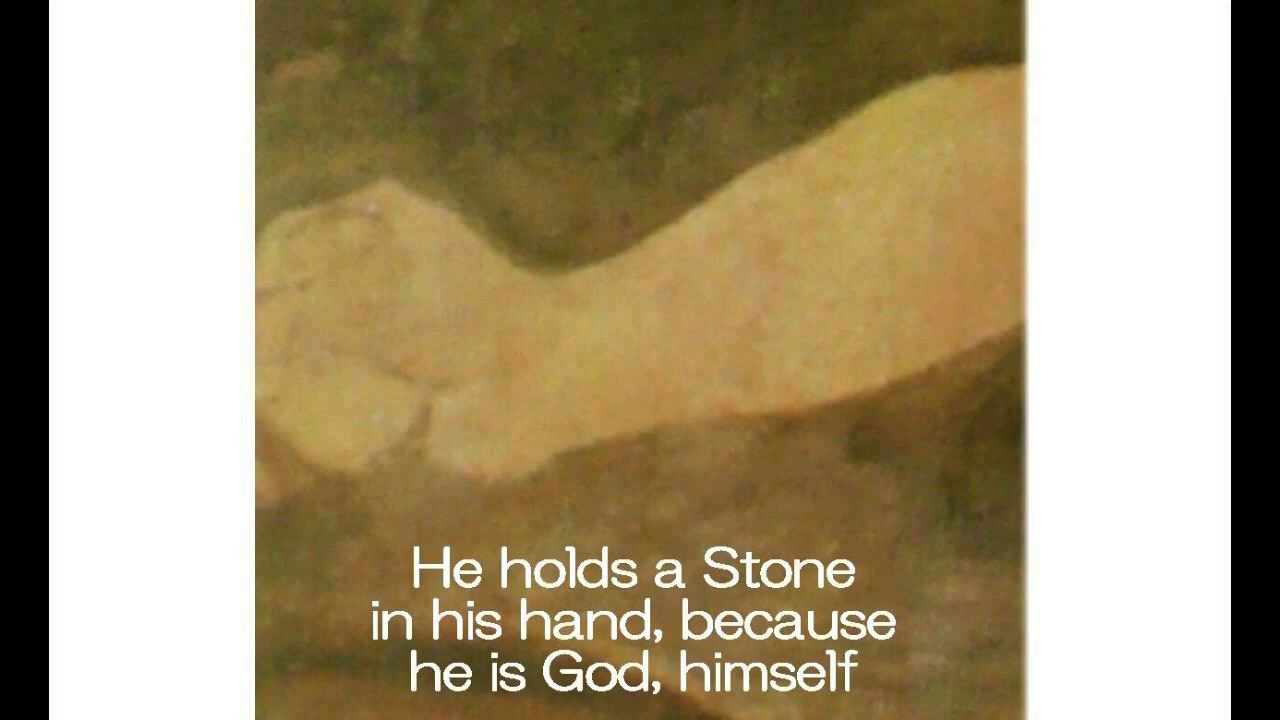 He holds a Stone
in his hand, because
he is God, himself